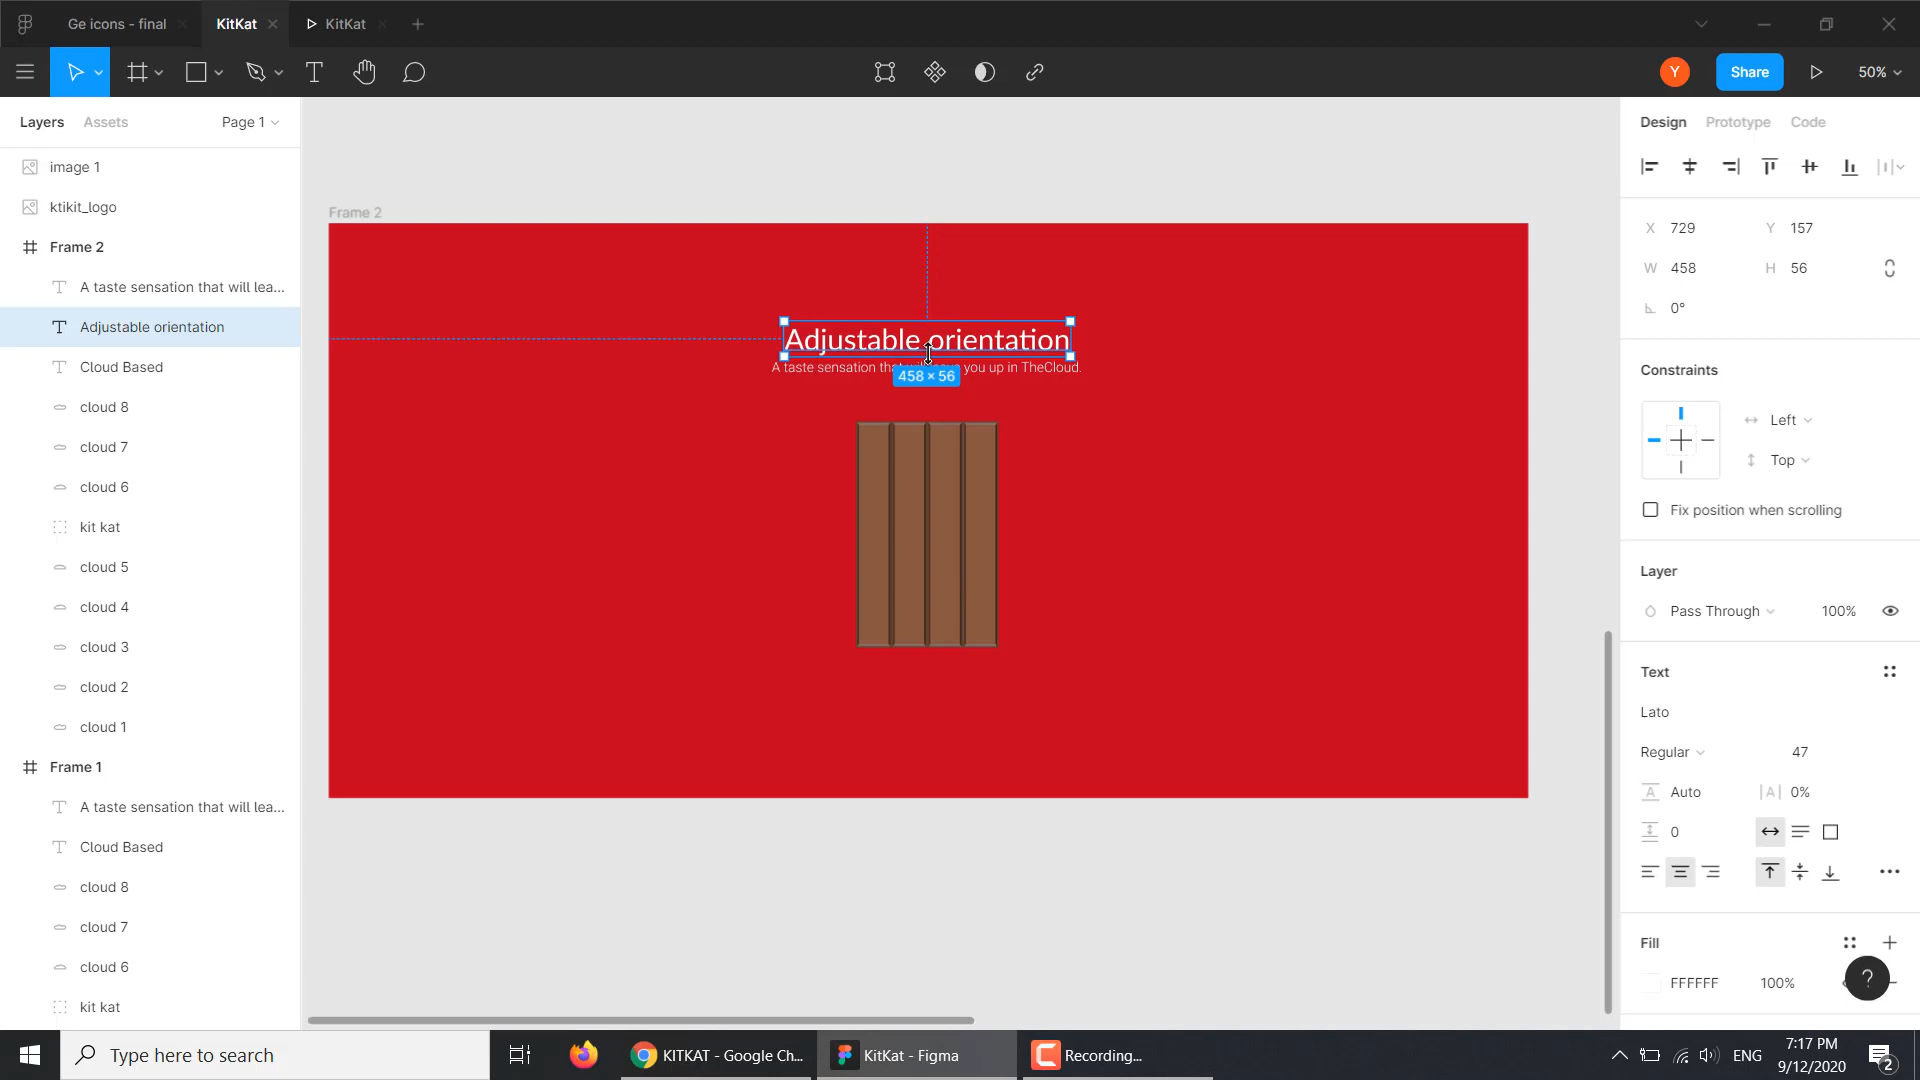 Ge icons - final
KitKat
KitKat
Share
50%
Y
Layers
Assets
Page 1
image 1
ktikit_logo
Frame 2
A taste sensation that will lea...
Adjustable orientation
Cloud Based
cloud 8
cloud 7
cloud 6
kit kat
cloud 5
cloud 4
cloud 3
cloud 2
cloud 1
Frame 1
A taste sensation that will lea...
Cloud Based
cloud 8
cloud 7
cloud 6
kit kat
Frame 2
Adjustable orientation
A taste sensation that will you up in TheCloud.
458 × 56
Design
Prototype
Code
X 729
Y 157
W 458
H 56
0°
Constraints
Left
Top
Fix position when scrolling
Layer
Pass Through
100%
Text
Lato
Regular
47
A Auto
|A| 0%
0
Fill
FFFFFF
100%
?
Type here to search
KITKAT - Google Ch...
KitKat - Figma
Recording...
ENG
7:17 PM
9/12/2020
2